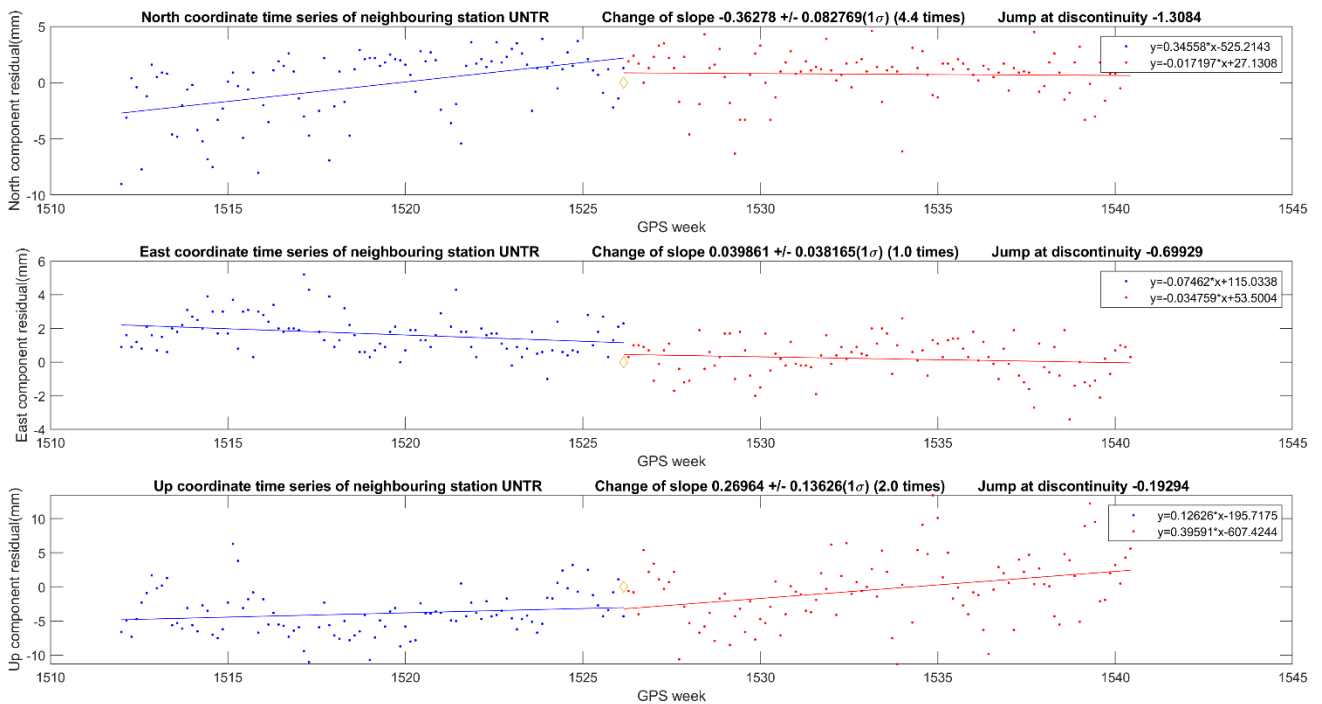 North coordinate time series of neighbouring station UNTR Change of slope -0.36278 +/- 0.082769(1σ) (4.4 times) Jump at discontinuity -1.3084
North component residual(mm)
5
0
-5
-10
y=0.34558*x-525.2143
y=-0.017197*x+27.1308
1510 1515 1520 1525 1530 1535 1540 1545
GPS week
East coordinate time series of neighbouring station UNTR Change of slope 0.039861 +/- 0.038165(1σ) (1.0 times) Jump at discontinuity -0.69929
East component residual(mm)
6
4
2
0
-2
-4
y=-0.07462*x+115.0338
y=-0.034759*x+53.5004
1510 1515 1520 1525 1530 1535 1540 1545
GPS week
Up coordinate time series of neighbouring station UNTR Change of slope 0.26964 +/- 0.13626(1σ) (2.0 times) Jump at discontinuity -0.19294
Up component residual(mm)
10
5
0
-5
-10
y=0.12626*x-195.7175
y=0.39591*x-607.4244
1510 1515 1520 1525 1530 1535 1540 1545
GPS week